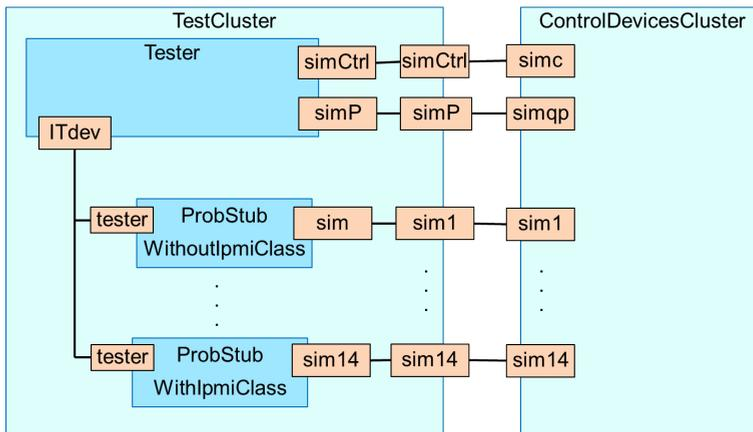 TestCluster
ControlDevicesCluster
Tester
simCtrl
simCtrl
simc
simP
simP
simqp
ITdev
tester
ProbStub
WithoutIpmiClass
sim
sim1
sim1
tester
ProbStub
WithIpmiClass
sim14
sim14
sim14